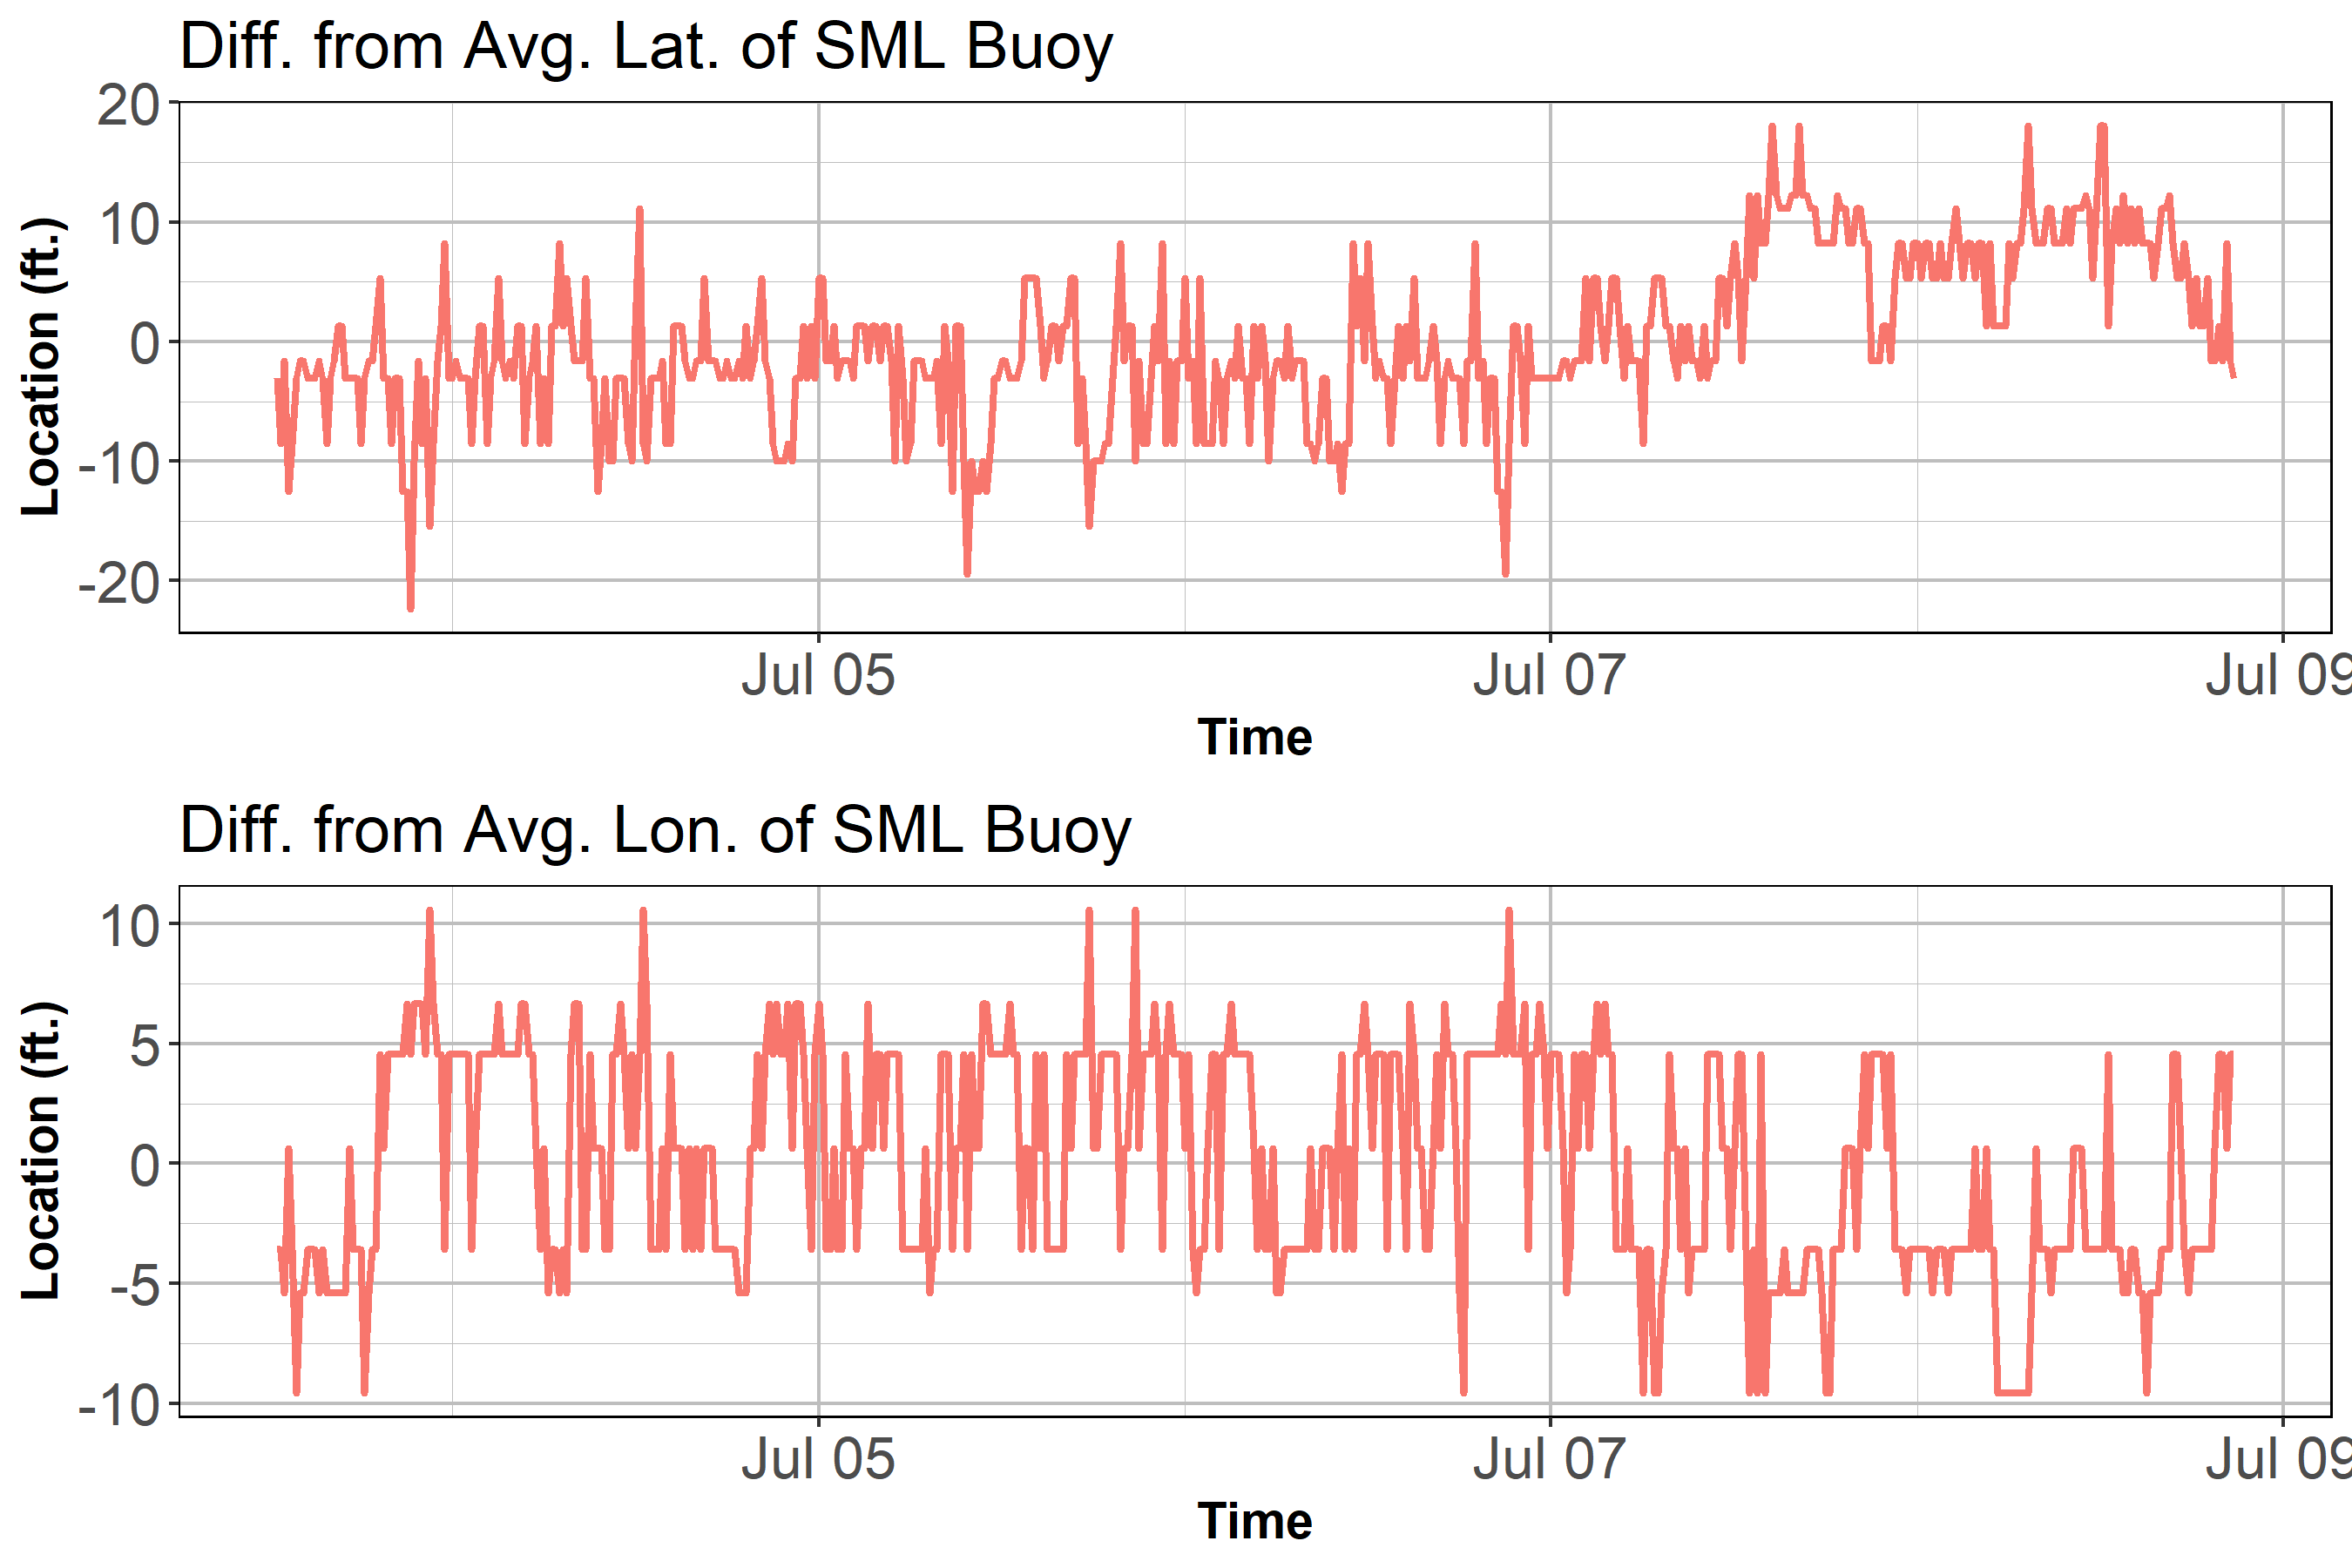 Diff. from Avg. Lat. of SML Buoy
20
10
0
-10
-20
Location (ft.)
Jul 05 Jul 07 Jul 09
Time
Diff. from Avg. Lon. of SML Buoy
10
5
0
-5
-10
Location (ft.)
Jul 05 Jul 07 Jul 09
Time